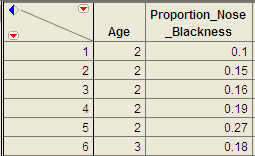 Age Proportion_Nose
_Blackness
1 2 0.1
2 2 0.15
3 2 0.16
4 2 0.19
5 2 0.27
6 3 0.18